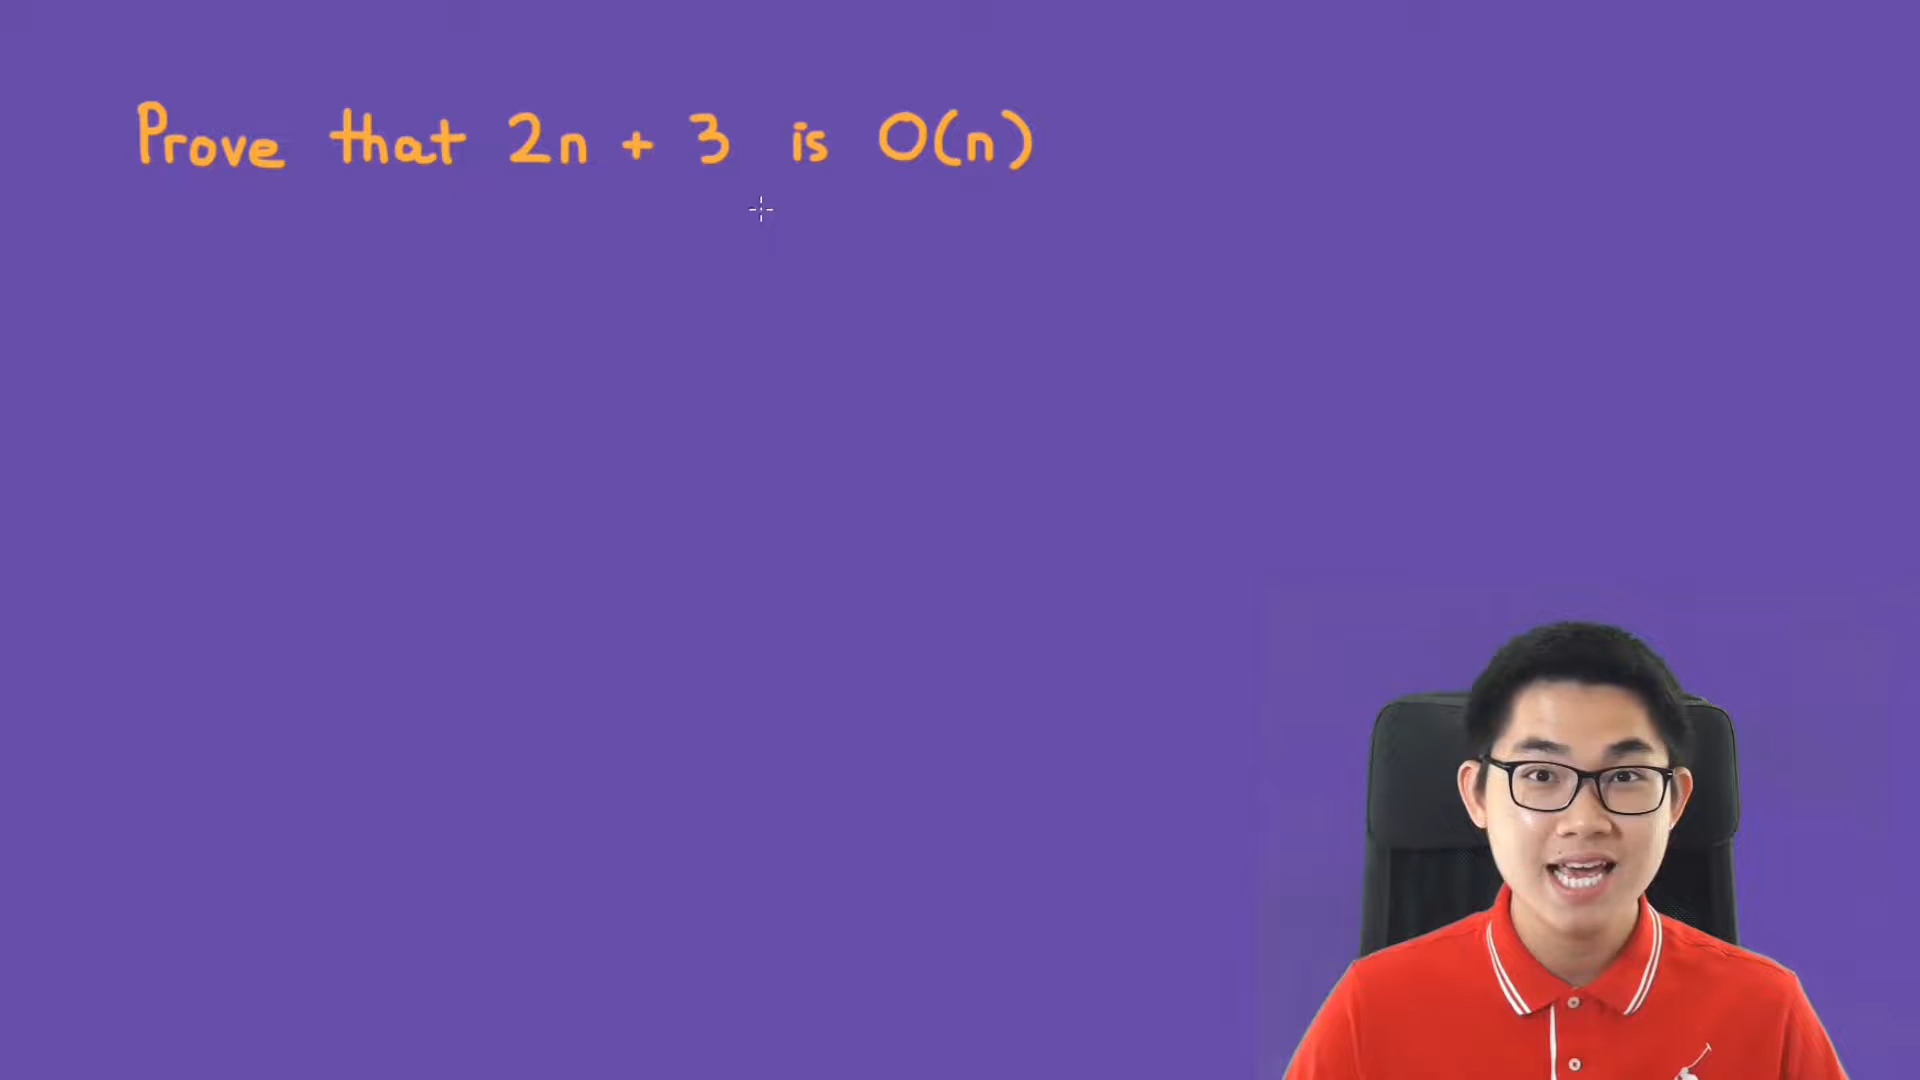 Prove that 2n + 3 is O(n)